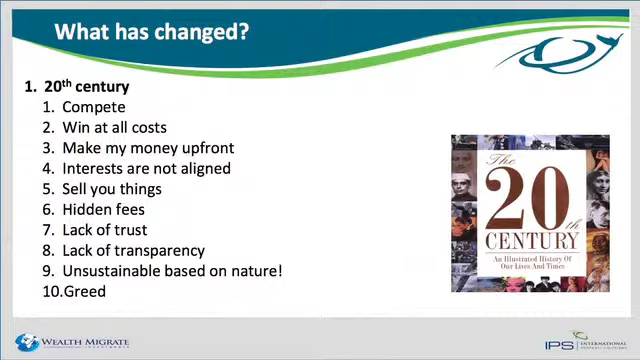 What has changed?
1. 20th century
1. Compete
2. Win at all costs
3. Make my money upfront
4. Interests are not aligned
5. Sell you things
6. Hidden fees
7. Lack of trust
8. Lack of transparency
9. Unsustainable based on nature!
10.Greed
The
20th
CENTURY
An Illustrated History Of
Our Lives And Times
WEALTH MIGRATE
INVESTMENTS
IPS INTERNATIONAL
PROPERTY SOLUTIONS